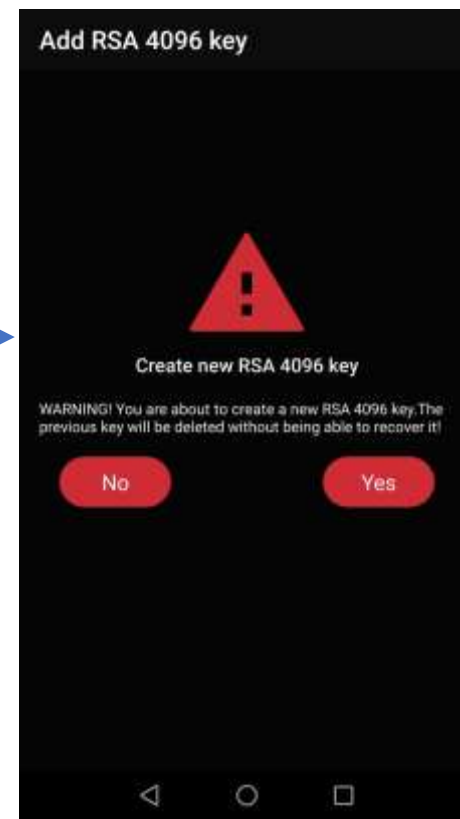 Add RSA 4096 key
!
Create new RSA 4096 key
WARNING! You are about to create a new RSA 4096 key.The
previous key will be deleted without being able to recover it!
No Yes